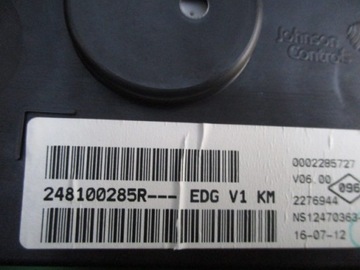 Johnson
Controls
0002285727
V06.00
096
248100285R--- EDG V1 KM
2276944
NS12470363
16-07-12